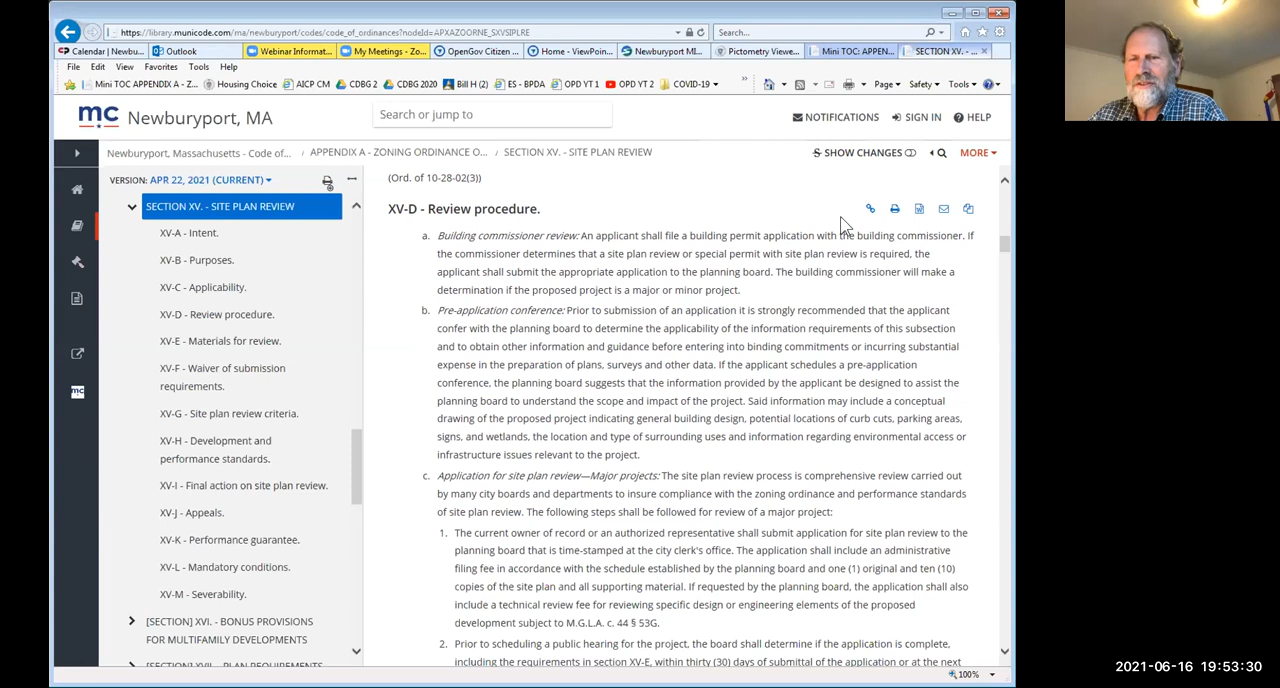 https://library.municode.com/ma/newburyport/codes/code_of_ordinances?nodeId=APXAZOORNE_SXVSIPLRE
Search...
Calendar | Newbu...
Outlook
Webinar Informat...
My Meetings - Zo...
OpenGov Citizen ...
Home - ViewPoin...
Newburyport MI...
Pictometry Viewe...
Mini TOC: APPEN...
SECTION XV. - ...
File Edit View Favorites Tools Help
Mini TOC APPENDIX A - Z...
Housing Choice
AICP CM
CDBG 2
CDBG 2020
Bill H (2)
ES - BPDA
OPD YT 1
OPD YT 2
COVID-19
Page
Safety
Tools
mc
Newburyport, MA
Search or jump to
NOTIFICATIONS
SIGN IN
HELP
Newburyport, Massachusetts - Code of...
APPENDIX A - ZONING ORDINANCE O...
SECTION XV. - SITE PLAN REVIEW
SHOW CHANGES
MORE
VERSION: APR 22, 2021 (CURRENT)
SECTION XV. - SITE PLAN REVIEW
XV-A - Intent.
XV-B - Purposes.
XV-C - Applicability.
XV-D - Review procedure.
XV-E - Materials for review.
XV-F - Waiver of submission
requirements.
XV-G - Site plan review criteria.
XV-H - Development and
performance standards.
XV-I - Final action on site plan review.
XV-J - Appeals.
XV-K - Performance guarantee.
XV-L - Mandatory conditions.
XV-M - Severability.
[SECTION] XVI. - BONUS PROVISIONS
FOR MULTIFAMILY DEVELOPMENTS
[SECTION] XVII. - PLAN REQUIREMENTS
mc
(Ord. of 10-28-02(3))
XV-D - Review procedure.
a. Building commissioner review: An applicant shall file a building permit application with the building commissioner. If
the commissioner determines that a site plan review or special permit with site plan review is required, the
applicant shall submit the appropriate application to the planning board. The building commissioner will make a
determination if the proposed project is a major or minor project.
b. Pre-application conference: Prior to submission of an application it is strongly recommended that the applicant
confer with the planning board to determine the applicability of the information requirements of this subsection
and to obtain other information and guidance before entering into binding commitments or incurring substantial
expense in the preparation of plans, surveys and other data. If the applicant schedules a pre-application
conference, the planning board suggests that the information provided by the applicant be designed to assist the
planning board to understand the scope and impact of the project. Said information may include a conceptual
drawing of the proposed project indicating general building design, potential locations of curb cuts, parking areas,
signs, and wetlands, the location and type of surrounding uses and information regarding environmental access or
infrastructure issues relevant to the project.
c. Application for site plan review—Major projects: The site plan review process is comprehensive review carried out
by many city boards and departments to insure compliance with the zoning ordinance and performance standards
of site plan review. The following steps shall be followed for review of a major project:
1. The current owner of record or an authorized representative shall submit application for site plan review to the
planning board that is time-stamped at the city clerk's office. The application shall include an administrative
filing fee in accordance with the schedule established by the planning board and one (1) original and ten (10)
copies of the site plan and all supporting material. If requested by the planning board, the application shall also
include a technical review fee for reviewing specific design or engineering elements of the proposed
development subject to M.G.L.A. c. 44 § 53G.
2. Prior to scheduling a public hearing for the project, the board shall determine if the application is complete,
including the requirements in section XV-E, within thirty (30) days of submittal of the application or at the next
100%
2021-06-16 19:53:30